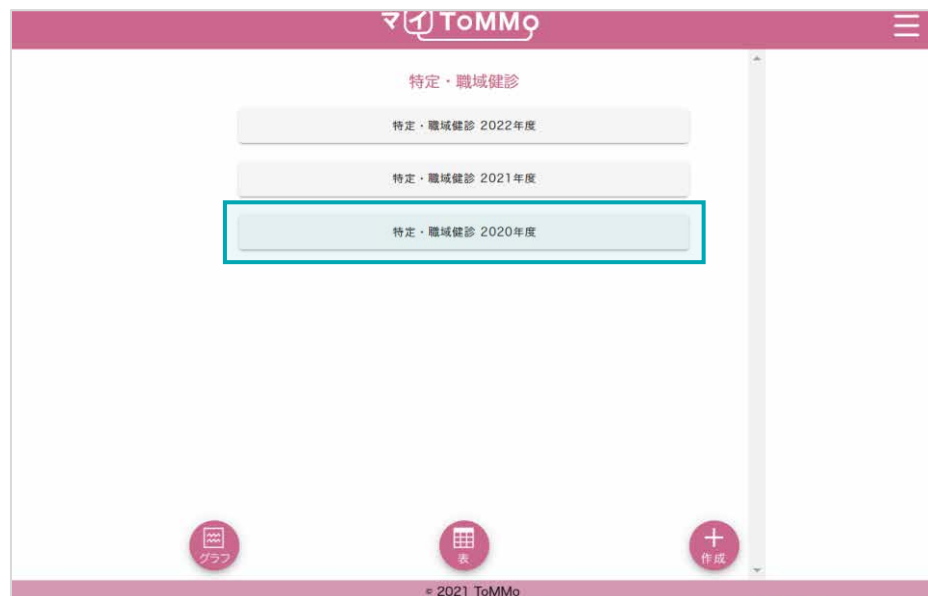 マイToMMo
特定・職域健診
特定・職域健診 2022年度
特定・職域健診 2021年度
特定・職域健診 2020年度
グラフ
表
作成
© 2021 ToMMo